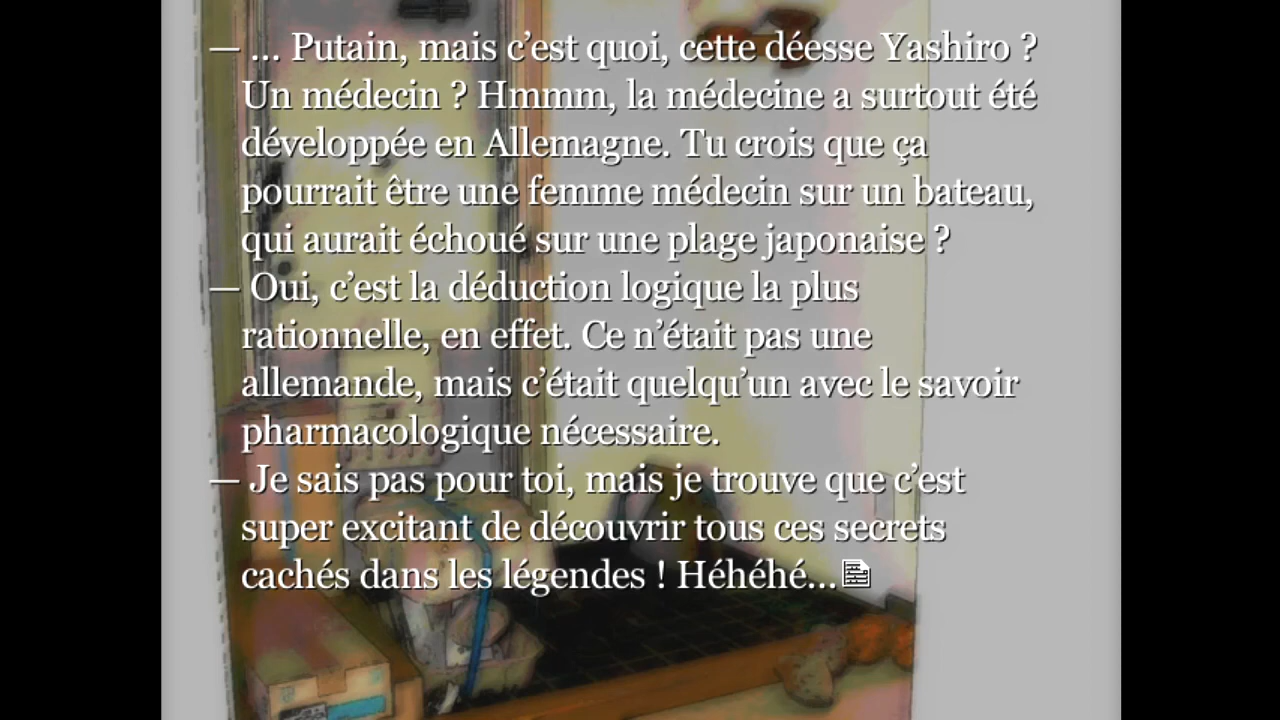 — … Putain, mais c’est quoi, cette déesse Yashiro ?
Un médecin ? Hmmm, la médecine a surtout été
développée en Allemagne. Tu crois que ça
pourrait être une femme médecin sur un bateau,
qui aurait échoué sur une plage japonaise ?
— Oui, c’est la déduction logique la plus
rationnelle, en effet. Ce n’était pas une
allemande, mais c’était quelqu’un avec le savoir
pharmacologique nécessaire.
— Je sais pas pour toi, mais je trouve que c’est
super excitant de découvrir tous ces secrets
cachés dans les légendes ! Héhéhé…